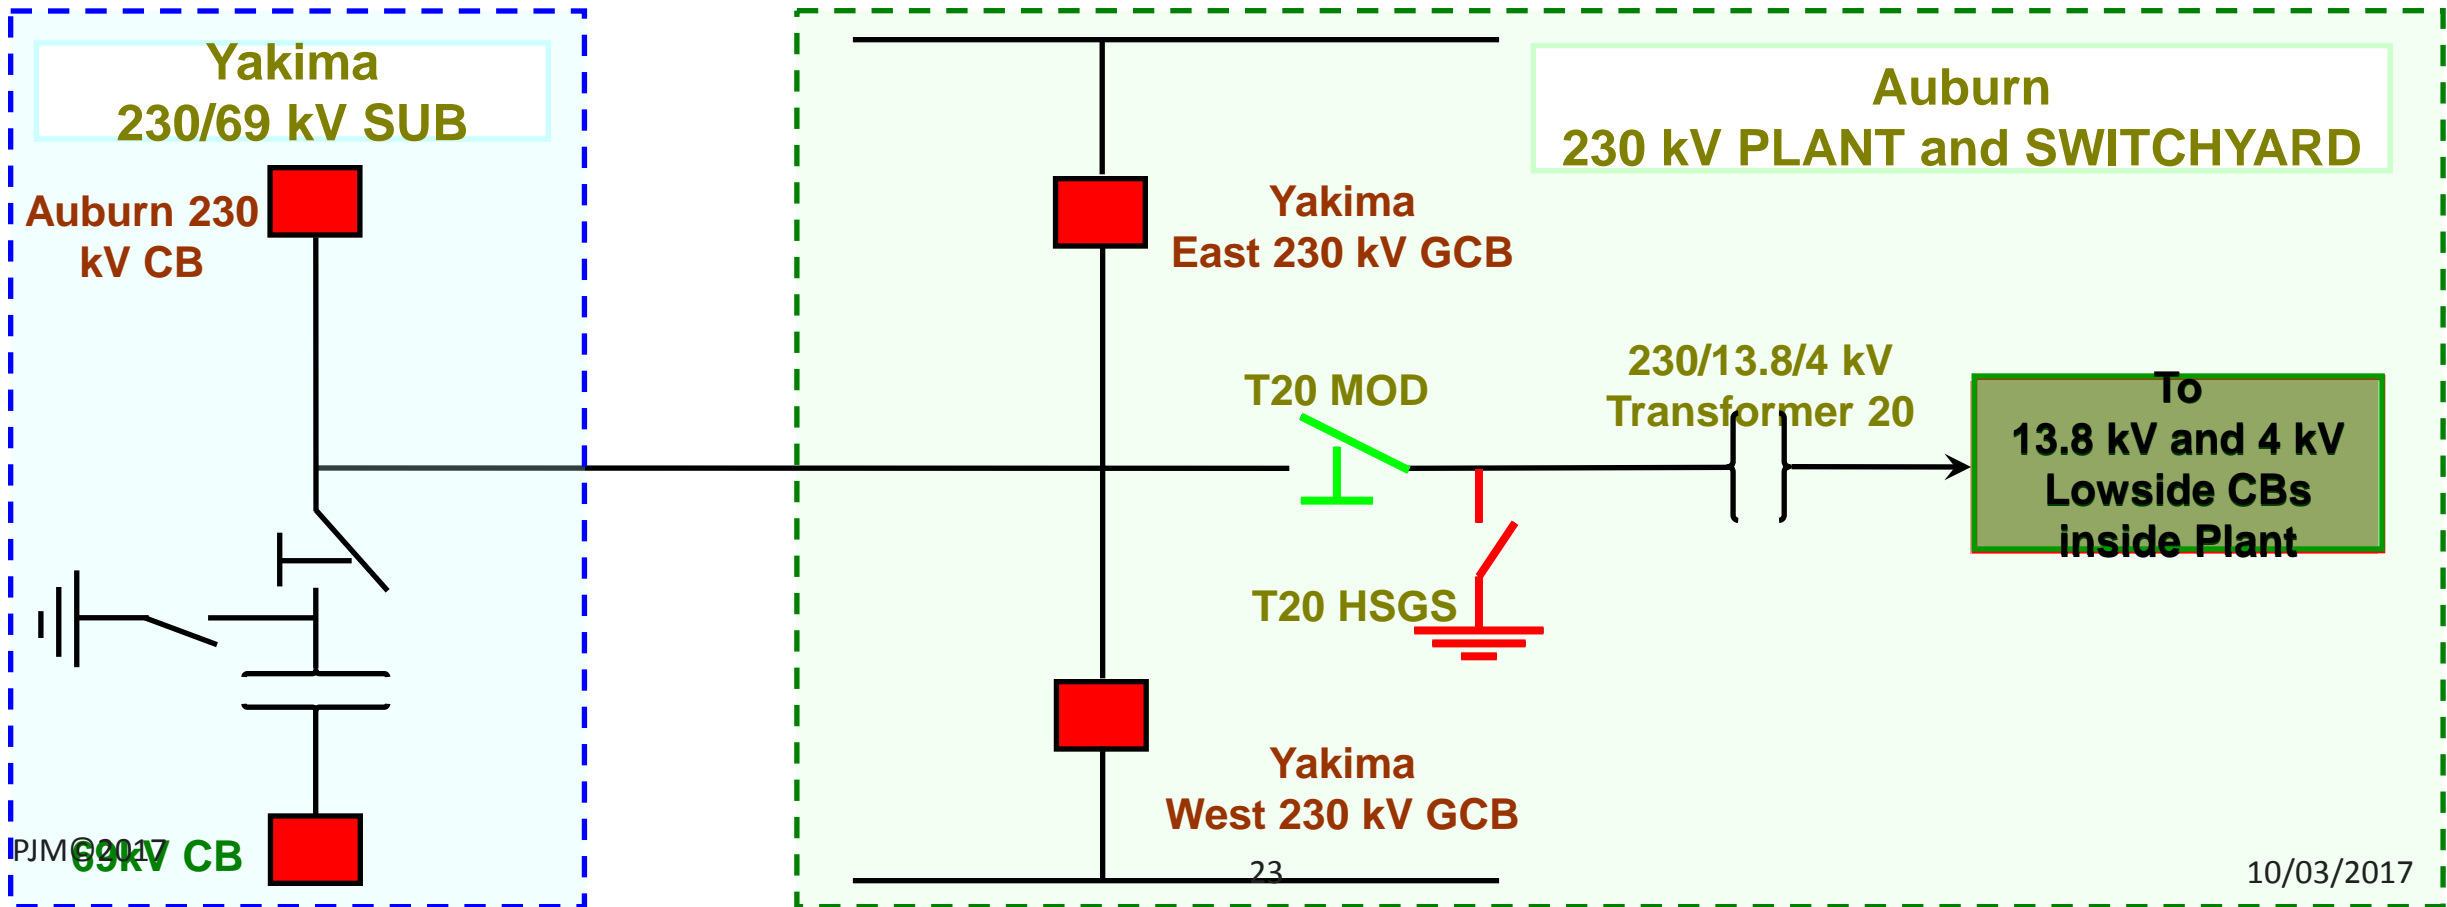 Yakima
230/69 kV SUB
Auburn 230
kV CB
69kV CB
PJM©2017
Auburn
230 kV PLANT and SWITCHYARD
Yakima
East 230 kV GCB
T20 MOD
230/13.8/4 kV
Transformer 20
To
13.8 kV and 4 kV
Lowside CBs
inside Plant
T20 HSGS
Yakima
West 230 kV GCB
23
10/03/2017